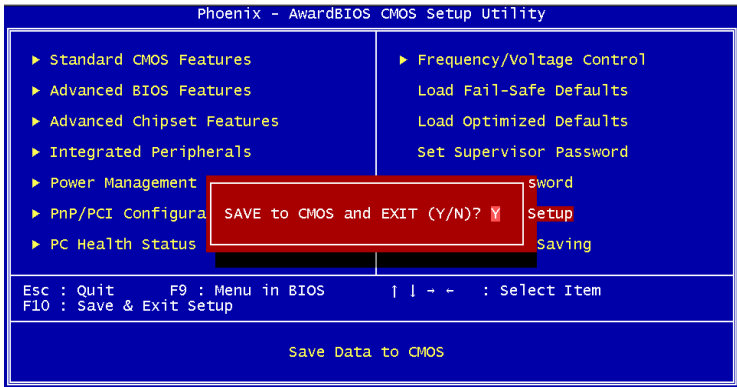 Phoenix - AwardBIOS CMOS Setup Utility
Standard CMOS Features
Advanced BIOS Features
Advanced Chipset Features
Integrated Peripherals
Power Management
PnP/PCI Configura
PC Health Status
Frequency/Voltage Control
Load Fail-Safe Defaults
Load Optimized Defaults
Set Supervisor Password
sword
Setup
Saving
SAVE to CMOS and EXIT (Y/N)? Y
Esc : Quit F9 : Menu in BIOS ↑ ↓ → ← : Select Item
F10 : Save & Exit Setup
Save Data to CMOS